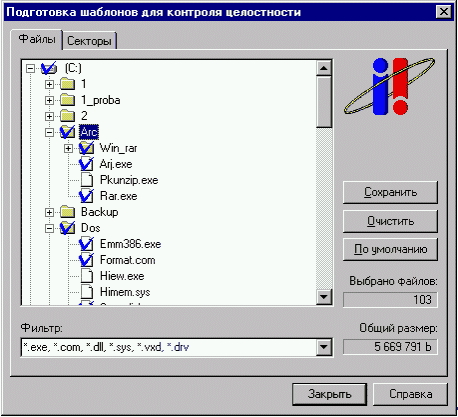 Подготовка шаблонов для контроля целостности
Файлы Секторы
(C:)
1
1_proba
2
Arc
Win_rar
Arj.exe
Pkunzip.exe
Rar.exe
Backup
Dos
Emm386.exe
Format.com
Hiew.exe
Himem.sys
Сохранить
Очистить
По умолчанию
Выбрано файлов:
103
Фильтр:
*.exe, *.com, *.dll, *.sys, *.vxd, *.drv
Общий размер:
5 669 791 b
Закрыть Справка